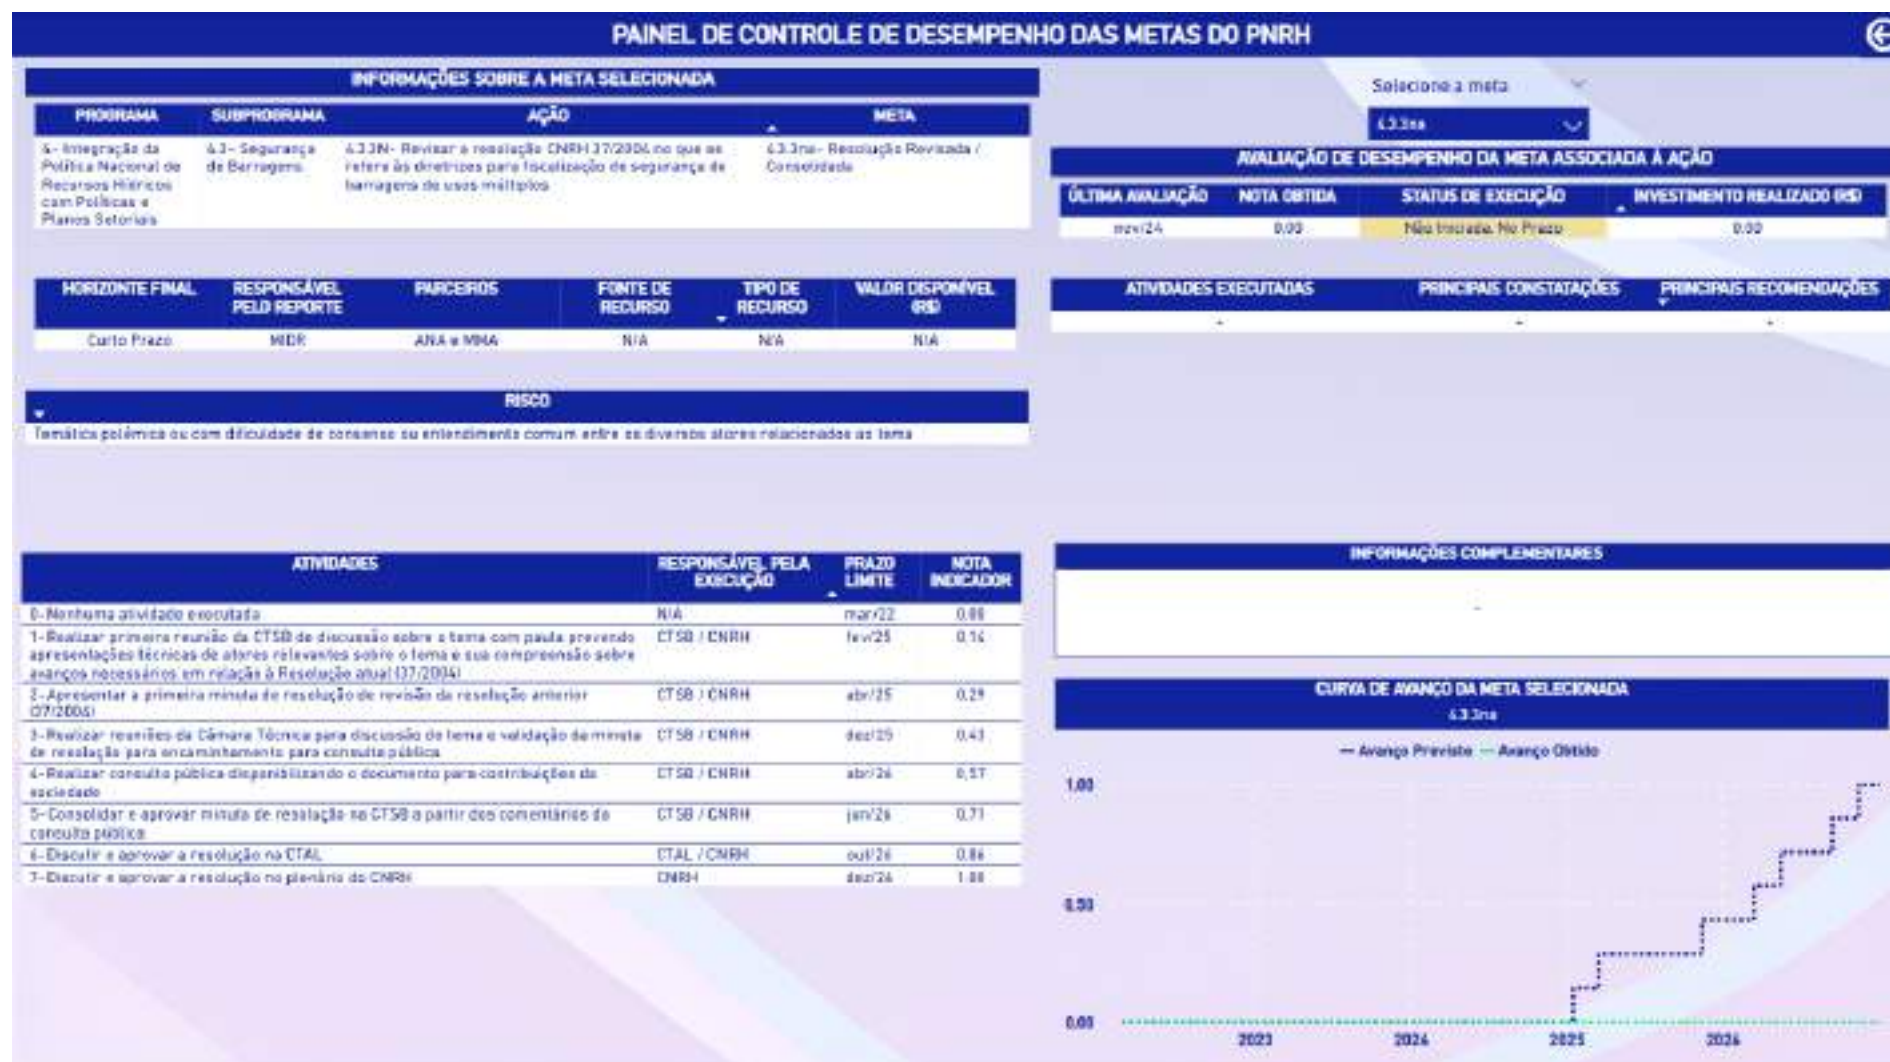 PAINEL DE CONTROLE DE DESEMPENHO DAS METAS DO PNRH
INFORMAÇÕES SOBRE A META SELECIONADA
PROGRAMA SUBPROGRAMA AÇÃO META
4- Integração da Política Nacional de Recursos Hídricos com Políticas e Planos Setoriais
4.3- Segurança de Barragens
4.3.3N- Revisar a resolução CNRH 37/2004 no que se refere às diretrizes para fiscalização de segurança de barragens de usos múltiplos
4.3.3na- Resolução Revisada / Consolidada
Selecione a meta
4.3.3na
AVALIAÇÃO DE DESEMPENHO DA META ASSOCIADA À AÇÃO
ÚLTIMA AVALIAÇÃO NOTA OBTIDA STATUS DE EXECUÇÃO INVESTIMENTO REALIZADO (R$)
nov/24 0,00 Não Iniciada. No Prazo 0.00
HORIZONTE FINAL RESPONSÁVEL PELO REPORTE PARCEIROS FONTE DE RECURSO TIPO DE RECURSO VALOR DISPONÍVEL (R$)
Curto Prazo MIDR ANA e MMA N/A N/A N/A
ATIVIDADES EXECUTADAS PRINCIPAIS CONSTATAÇÕES PRINCIPAIS RECOMENDAÇÕES
- - -
RISCO
Temática polêmica ou com dificuldade de consenso ou entendimento comum entre os diversos atores relacionados ao tema
ATIVIDADES RESPONSÁVEL PELA EXECUÇÃO PRAZO LIMITE NOTA INDICADOR
0- Nenhuma atividade executada N/A mar/22 0,00
1- Realizar primeira reunião da CTSB de discussão sobre o tema com pauta prevendo CTSB / CNRH fev/25 0,14
apresentações técnicas de atores relevantes sobre o tema e sua compreensão sobre
avanços necessários em relação à Resolução atual (37/2004)
2- Apresentar a primeira minuta de resolução de revisão da resolução anterior CTSB / CNRH abr/25 0,29
(37/2004)
3- Realizar reuniões da Câmara Técnica para discussão do tema e validação da minuta CTSB / CNRH dez/25 0,43
de resolução para encaminhamento para consulta pública
4- Realizar consulta pública disponibilizando o documento para contribuições da CTSB / CNRH abr/26 0,57
sociedade
5- Consolidar e aprovar minuta de resolução na CTSB a partir dos comentários da CTSB / CNRH jun/26 0,71
consulta pública
6- Discutir e aprovar a resolução na CTAL CTAL / CNRH out/26 0,86
7- Discutir e aprovar a resolução no plenário do CNRH CNRH dez/26 1,00
INFORMAÇÕES COMPLEMENTARES
-
CURVA DE AVANÇO DA META SELECIONADA
4.3.3na
Avanço Previsto Avanço Obtido
1,00
0,50
0,00
2023 2024 2025 2026